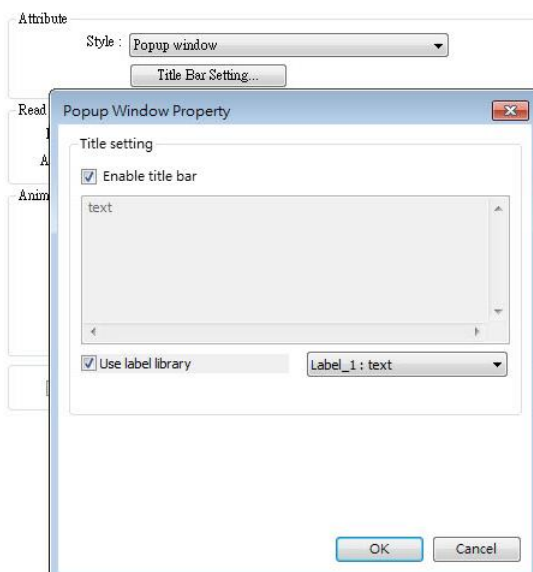 Attribute
Style : Popup window
Title Bar Setting...
Read
Popup Window Property
Title setting
A
Enable title bar
Anim
text
Use label library Label_1 : text
OK Cancel